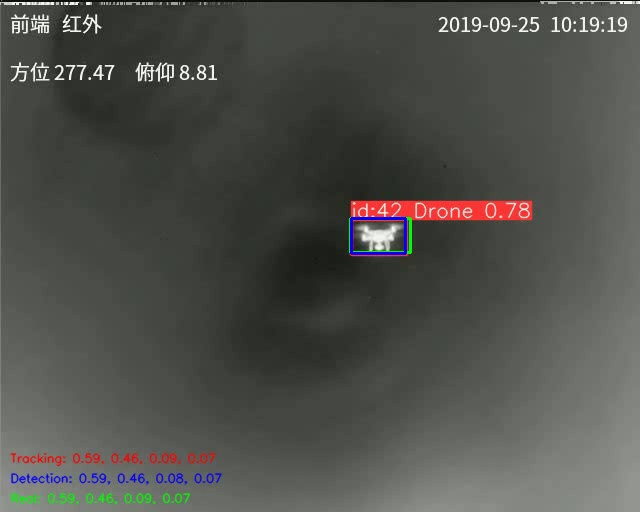 前端 红外
2019-09-25 10:19:19
方位 277.47 俯仰 8.81
id:42 Drone 0.78
Tracking: 0.59, 0.46, 0.09, 0.07
Detection: 0.59, 0.46, 0.08, 0.07
0.59, 0.46, 0.09, 0.07